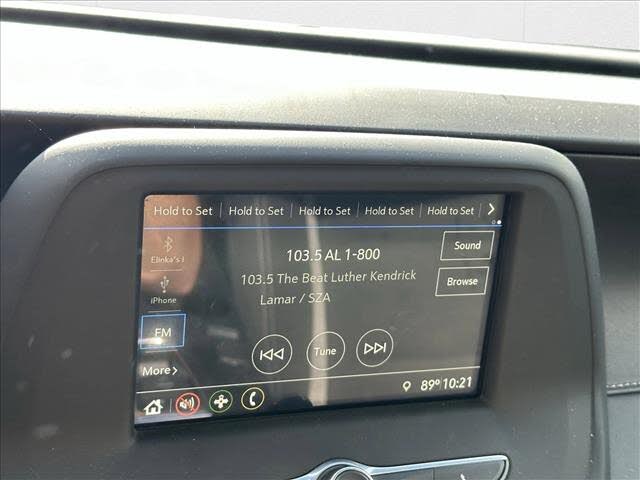 Hold to Set Hold to Set Hold to Set Hold to Set Hold to Set
Elinka's I
iPhone
FM
More
103.5 AL 1-800
103.5 The Beat Luther Kendrick
Lamar / SZA
Sound
Browse
Tune
89° 10:21